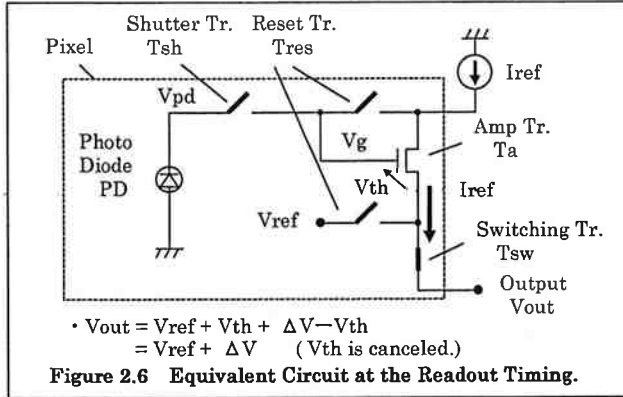 Shutter Tr.
Tsh
Reset Tr.
Tres
Pixel
Iref
Vpd
Photo
Diode
PD
Vg
Amp Tr.
Ta
Vth
Iref
Vref
Switching Tr.
Tsw
Output
Vout
・Vout = Vref + Vth + ΔV−Vth
= Vref + ΔV ( Vth is canceled.)
Figure 2.6 Equivalent Circuit at the Readout Timing.